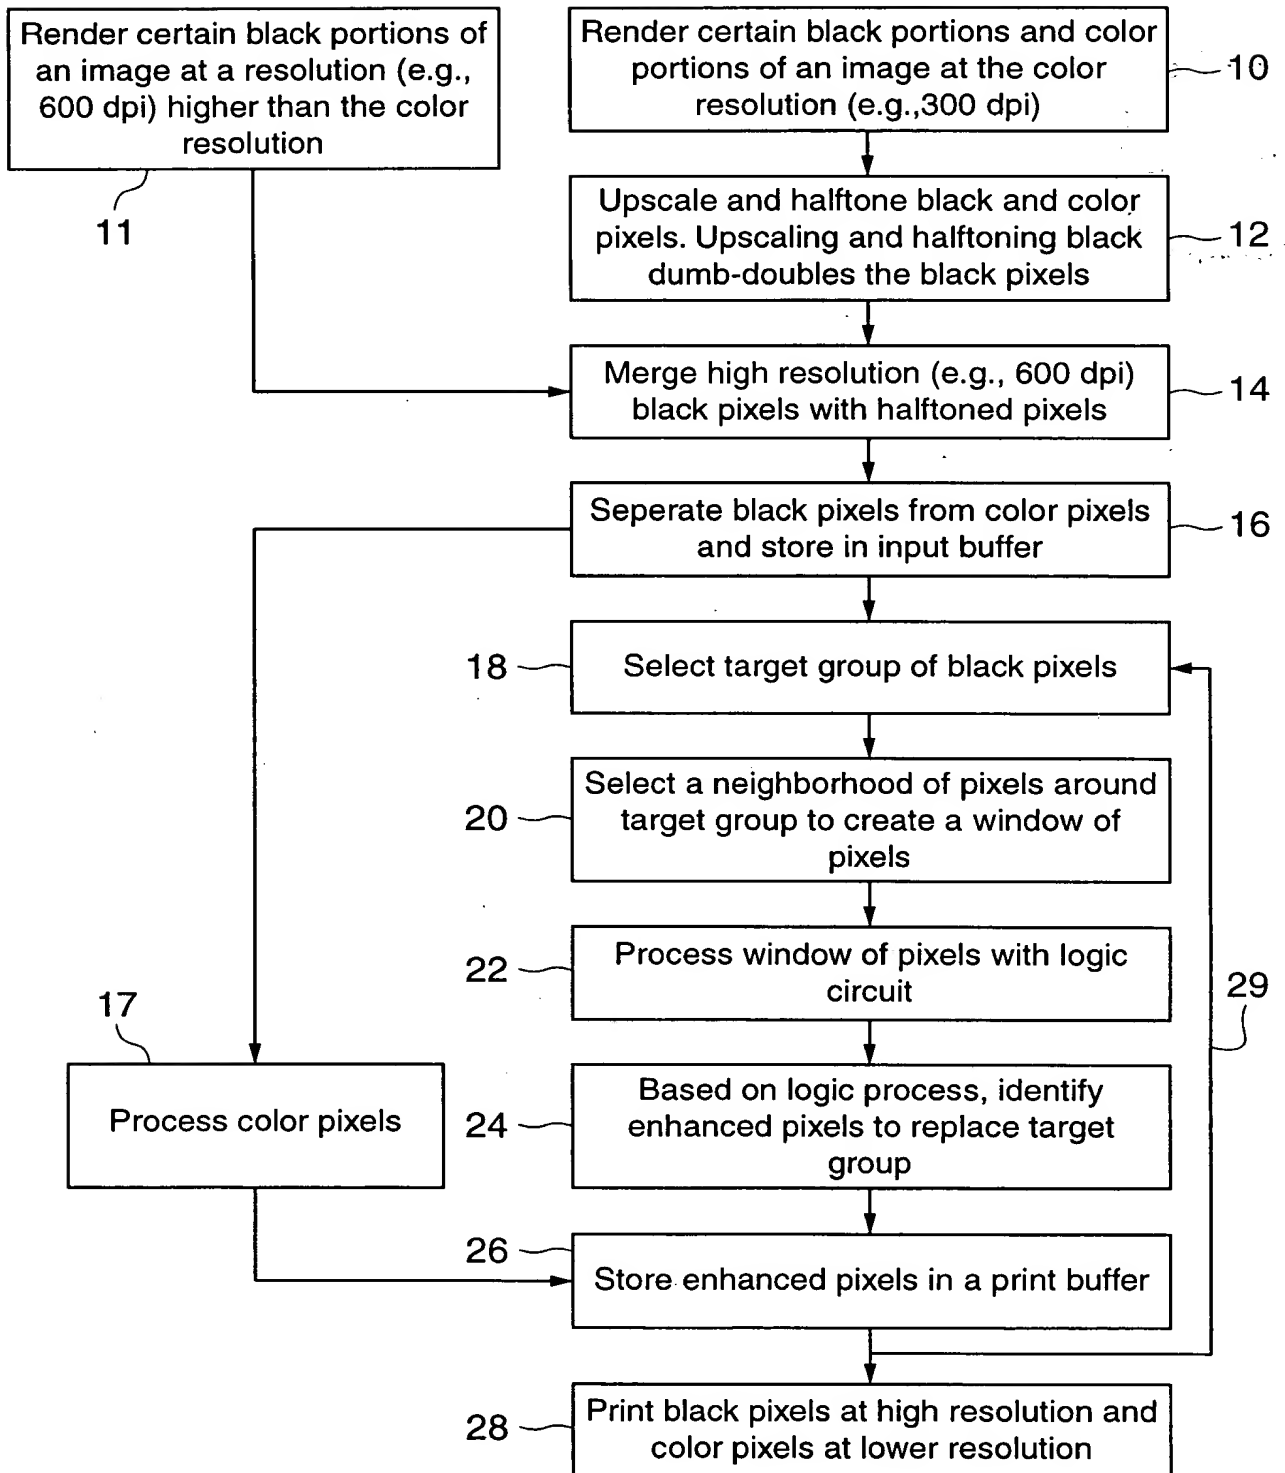 Render certain black portions of
an image at a resolution (e.g.,
600 dpi) higher than the color
resolution
11
Render certain black portions and color
portions of an image at the color
resolution (e.g.,300 dpi)
10
Upscale and halftone black and color
pixels. Upscaling and halftoning black
dumb-doubles the black pixels
12
Merge high resolution (e.g., 600 dpi)
black pixels with halftoned pixels
14
Seperate black pixels from color pixels
and store in input buffer
16
18
Select target group of black pixels
20
Select a neighborhood of pixels around
target group to create a window of
pixels
22
Process window of pixels with logic
circuit
29
17
Process color pixels
24
Based on logic process, identify
enhanced pixels to replace target
group
26
Store enhanced pixels in a print buffer
28
Print black pixels at high resolution and
color pixels at lower resolution